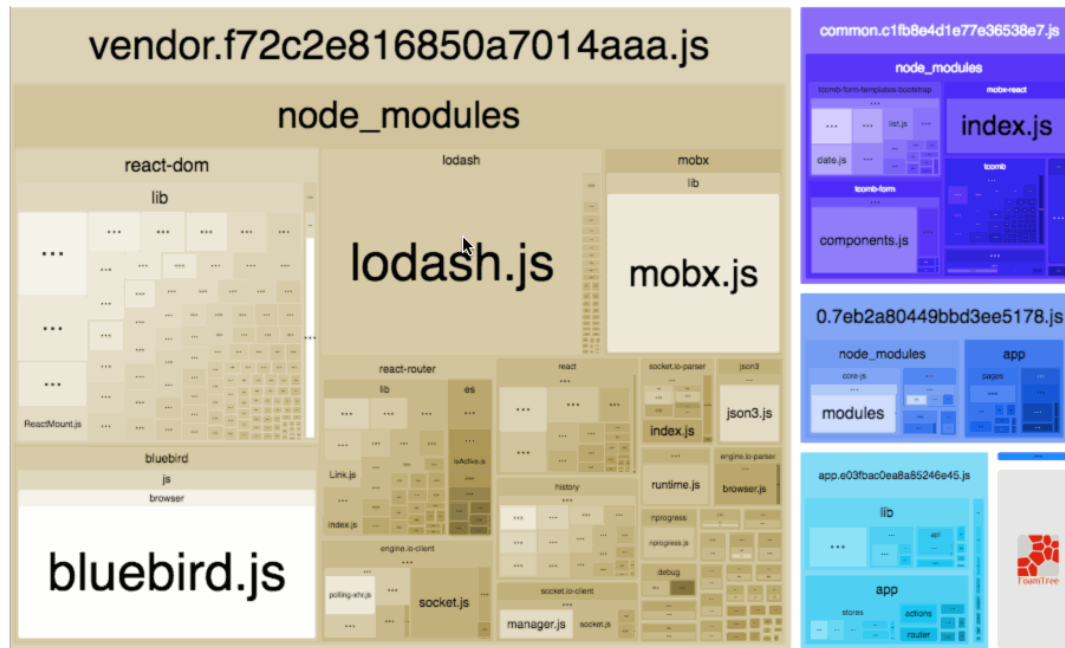 vendor.f72c2e816850a7014aaa.js
node_modules
react-dom
lib
ReactMount.js
lodash
lodash.js
mobx
lib
mobx.js
bluebird
js
browser
bluebird.js
react-router
lib
Link.js
index.js
es
isActive.js
engine.io-client
polling-xhr.js
socket.js
react
history
socket.io-client
manager.js
socket.js
socket.io-parser
index.js
json3
json3.js
runtime.js
engine.io-parser
browser.js
nprogress
nprogress.js
debug
common.c1fb8e4d1e77e36538e7.js
node_modules
tcomb-form-templates-bootstrap
list.js
date.js
mobx-react
index.js
tcomb-form
components.js
tcomb
0.7eb2a80449bbd3ee5178.js
node_modules
core-js
modules
app
pages
app.e03fbac0ea8a85246e45.js
lib
api
app
stores
actions
router
FoamTree